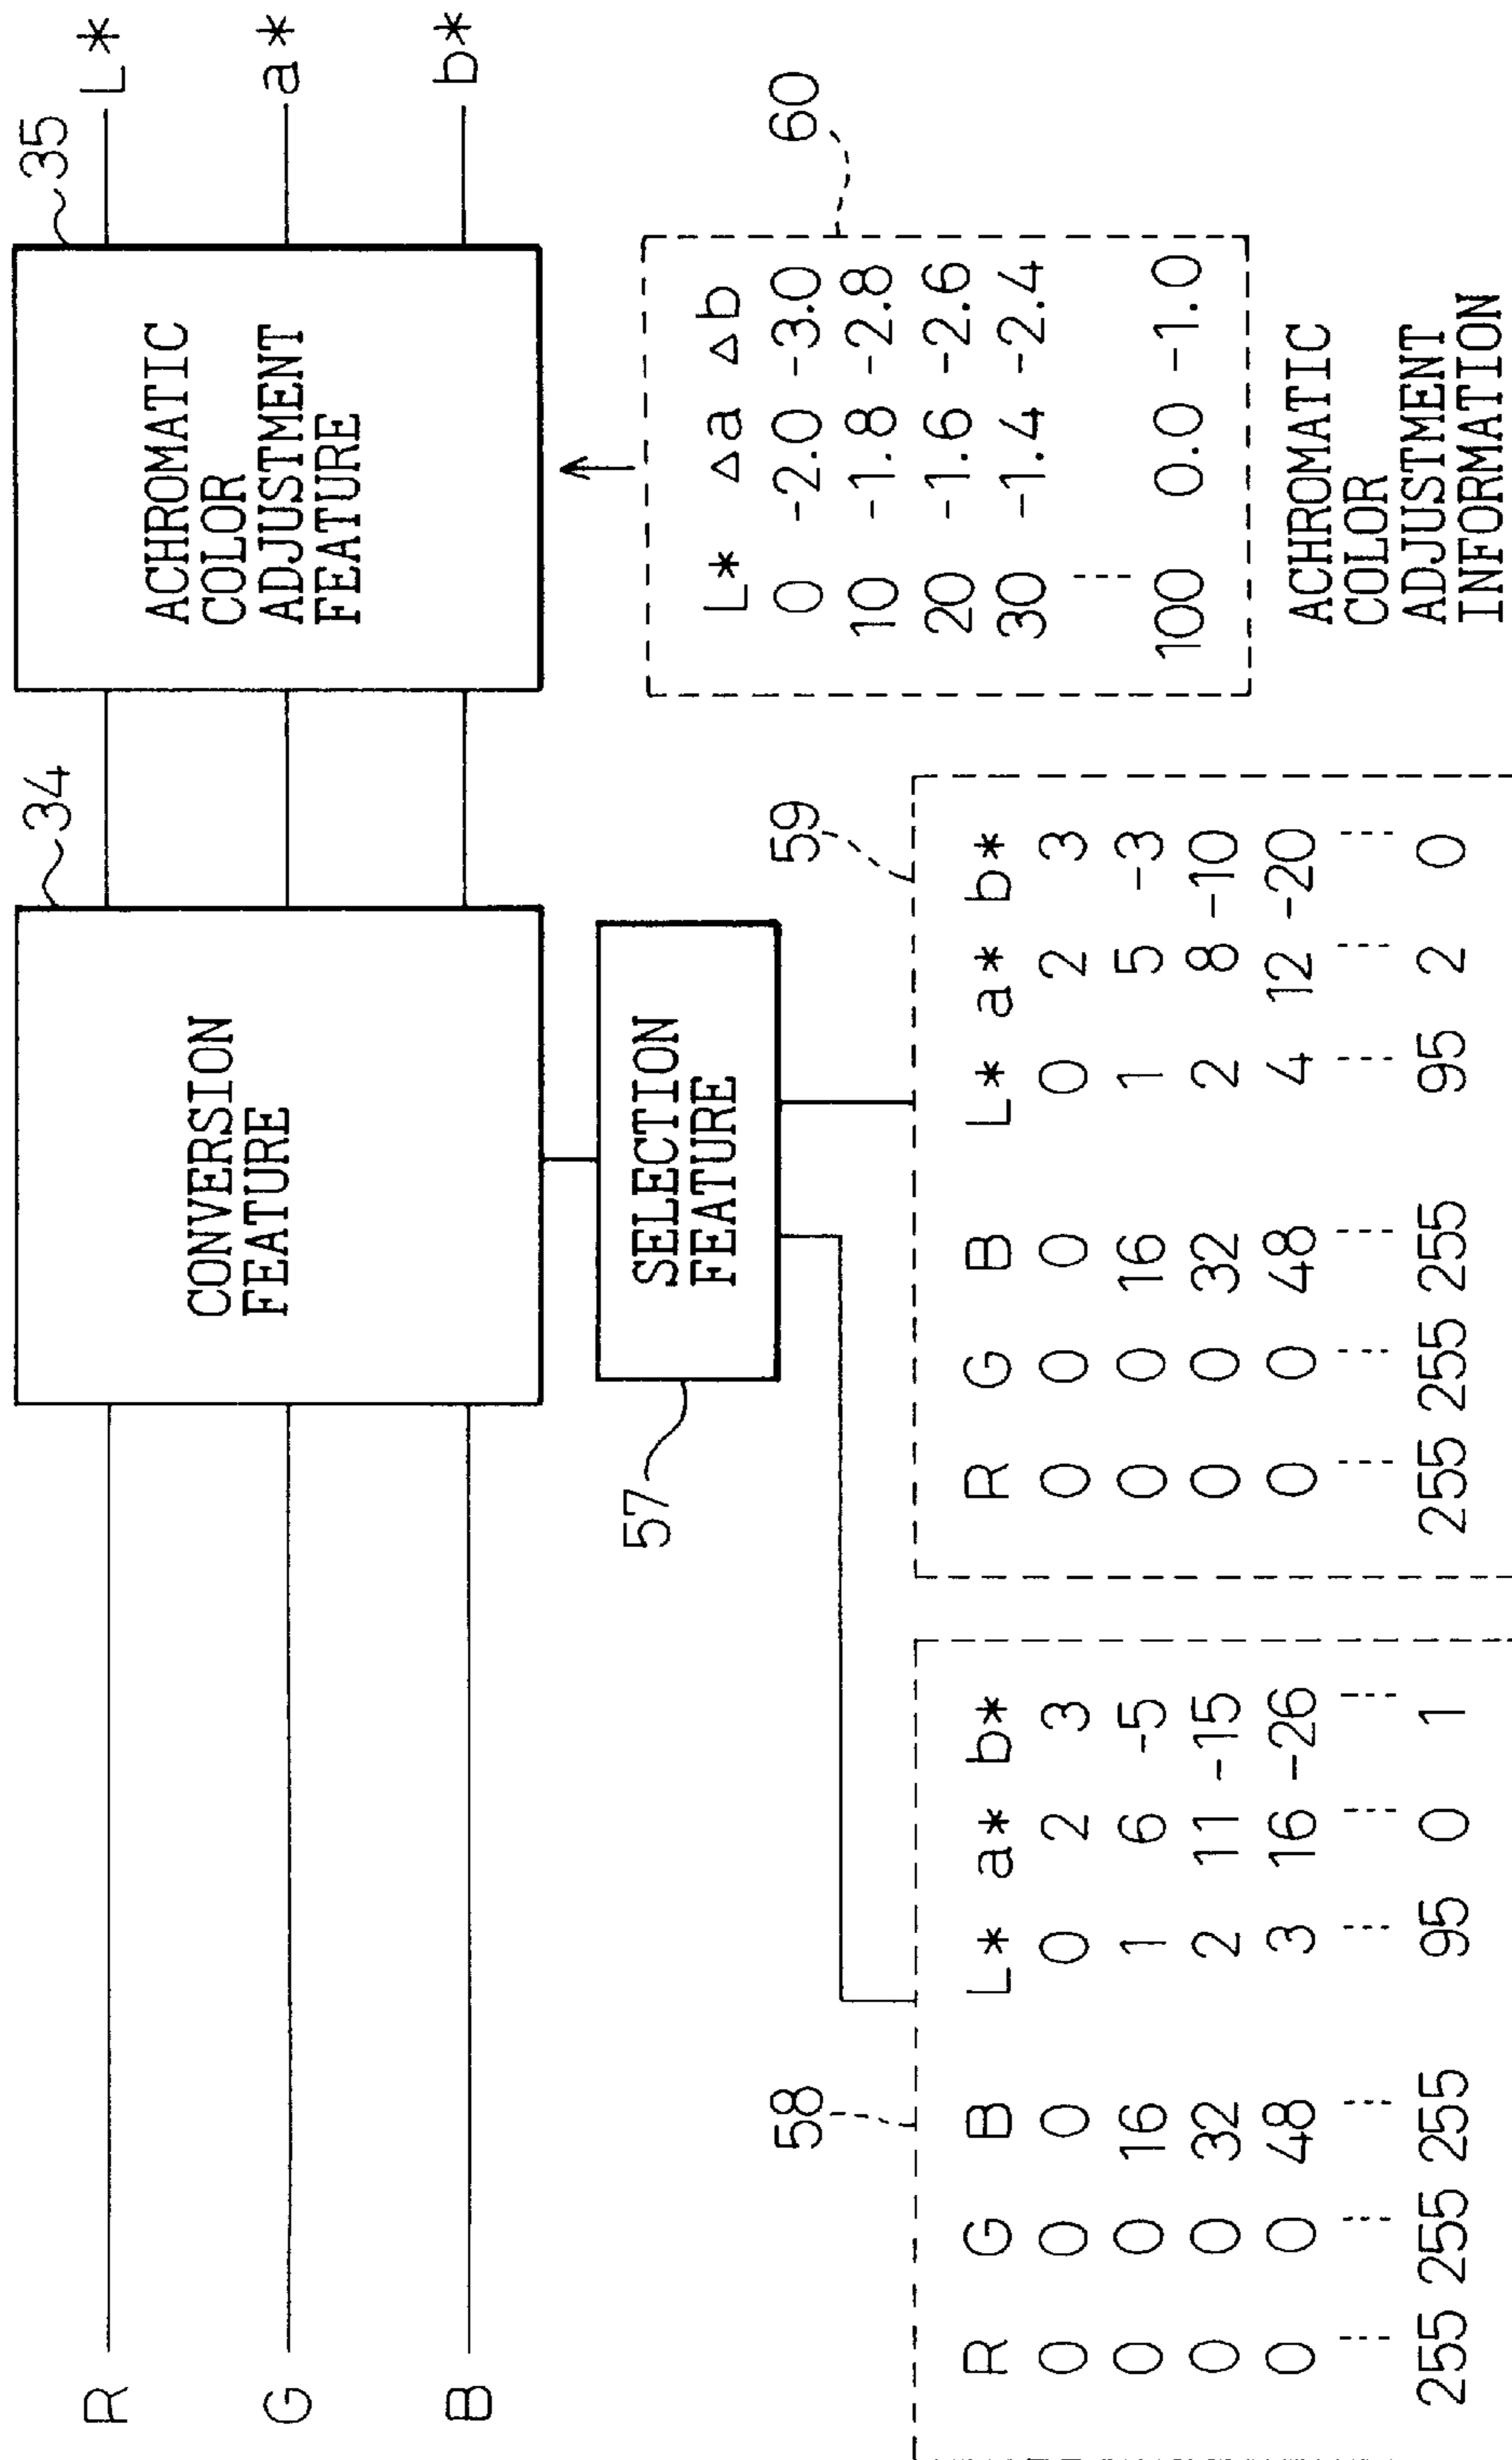 R
G
B
34
CONVERSION
FEATURE
35
ACHROMATIC
COLOR
ADJUSTMENT
FEATURE
L*
a*
b*
57
SELECTION
FEATURE
58
R G B L* a* b*
0 0 0 0 2 3
0 0 16 1 6 -5
0 0 32 2 11 -15
0 0 48 3 16 -26
255 255 255 95 0 1
59
R G B L* a* b*
0 0 0 0 2 3
0 0 16 1 5 -3
0 0 32 2 8 -10
0 0 48 4 12 -20
255 255 255 95 2 0
60
L* △a △b
0 -2.0 -3.0
10 -1.8 -2.8
20 -1.6 -2.6
30 -1.4 -2.4
100 0.0 -1.0
ACHROMATIC
COLOR
ADJUSTMENT
INFORMATION